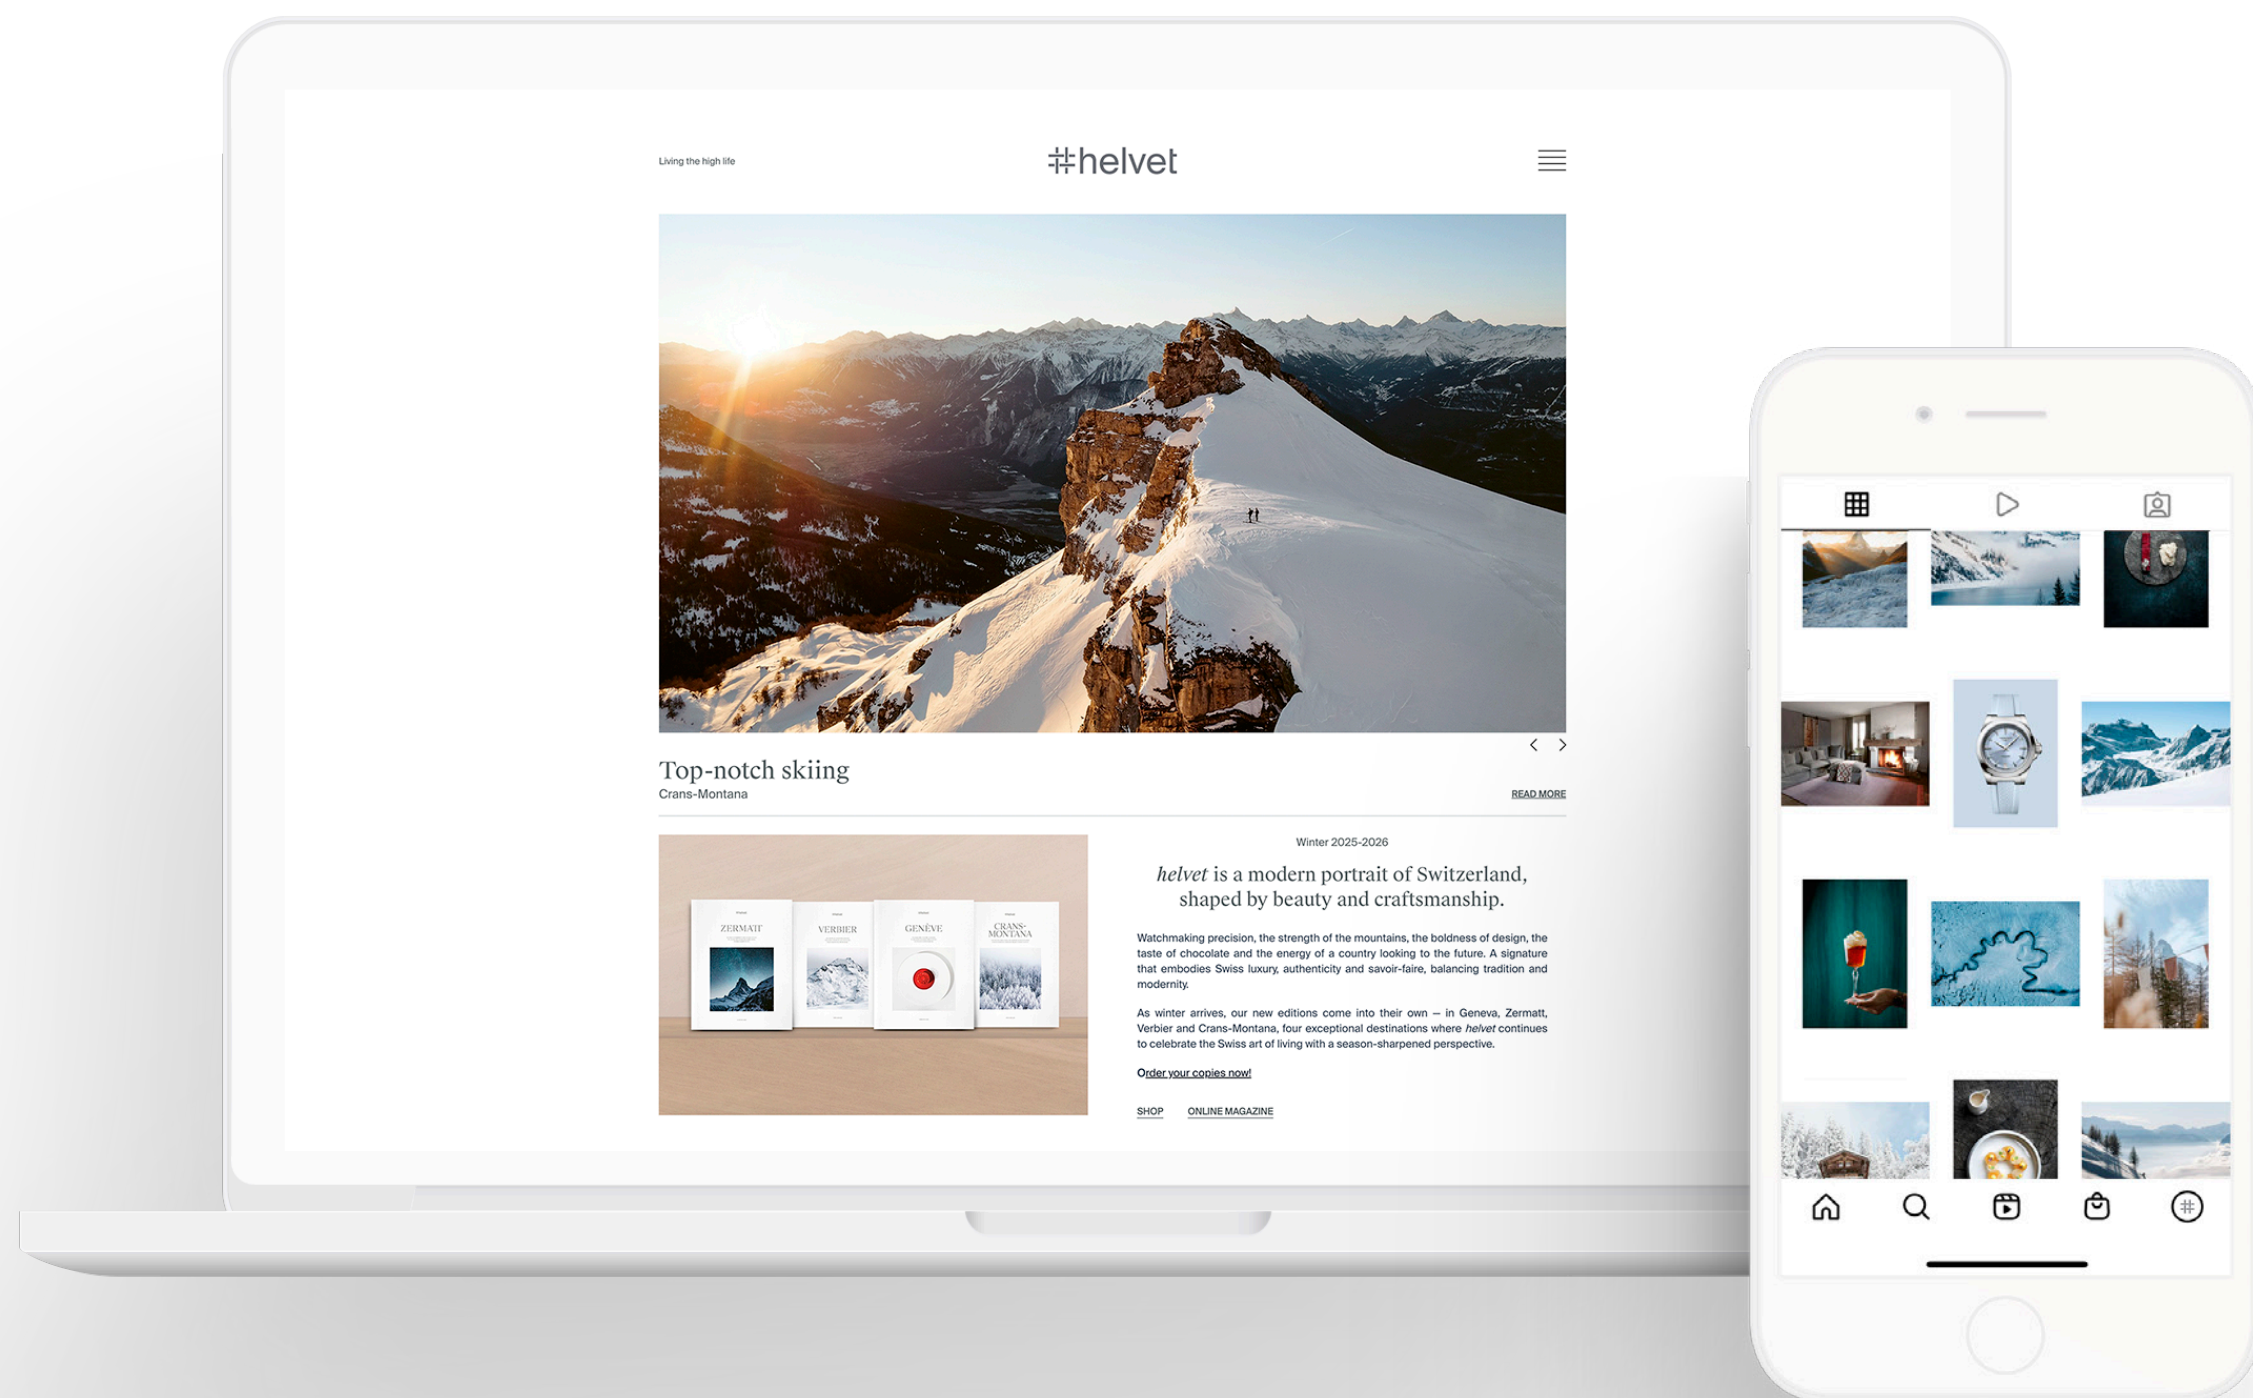 Living the high life
#helvet
Top-notch skiing
Crans-Montana
READ MORE
ZERMATT
VERBIER
GENÈVE
CRANS-
MONTANA
Winter 2025-2026
helvet is a modern portrait of Switzerland,
shaped by beauty and craftsmanship.
Watchmaking precision, the strength of the mountains, the boldness of design, the
taste of chocolate and the energy of a country looking to the future. A signature
that embodies Swiss luxury, authenticity and savoir-faire, balancing tradition and
modernity.
As winter arrives, our new editions come into their own — in Geneva, Zermatt,
Verbier and Crans-Montana, four exceptional destinations where helvet continues
to celebrate the Swiss art of living with a season-sharpened perspective.
Order your copies now!
SHOP
ONLINE MAGAZINE
#